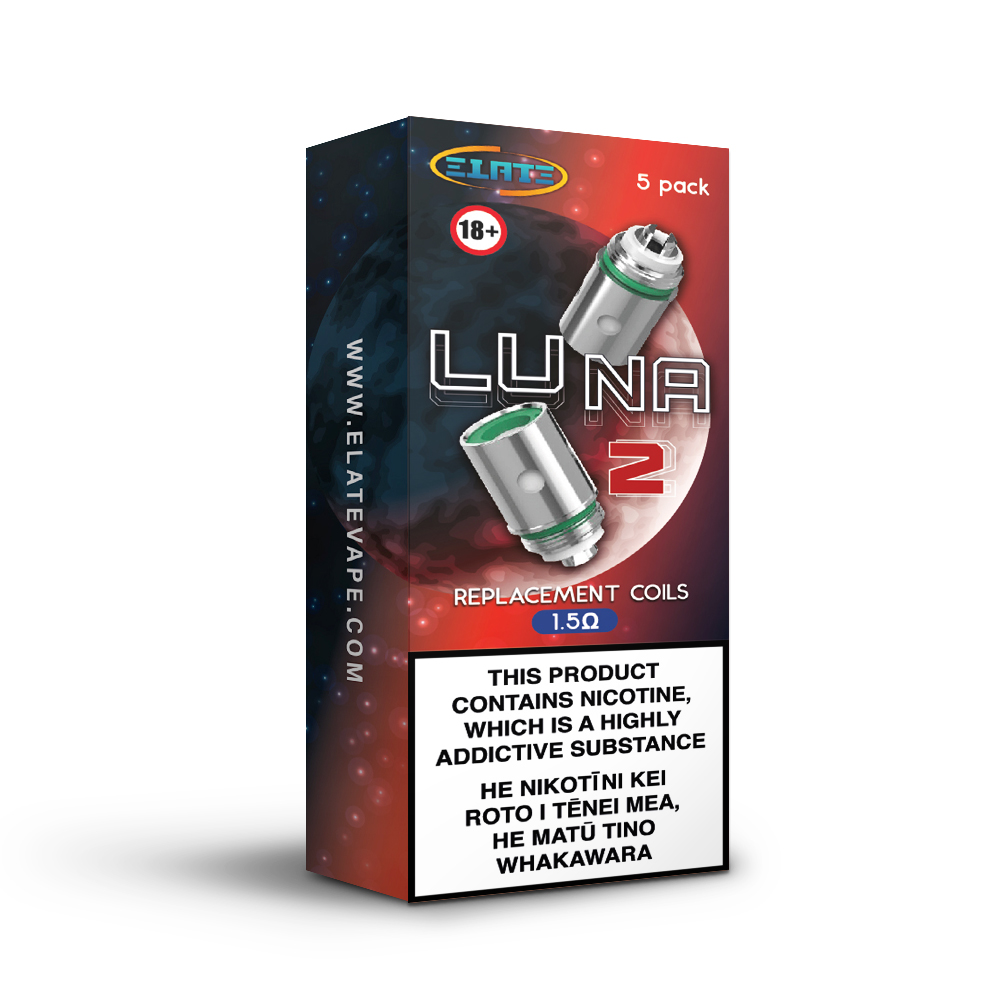 ELATE
5 pack
18+
LUNA
2
REPLACEMENT COILS
1.5Ω
THIS PRODUCT
CONTAINS NICOTINE,
WHICH IS A HIGHLY
ADDICTIVE SUBSTANCE
HE NIKOTĪNI KEI
ROTO I TĒNEI MEA,
HE MATŪ TINO
WHAKAWARA
WWW.ELATEVAPE.COM